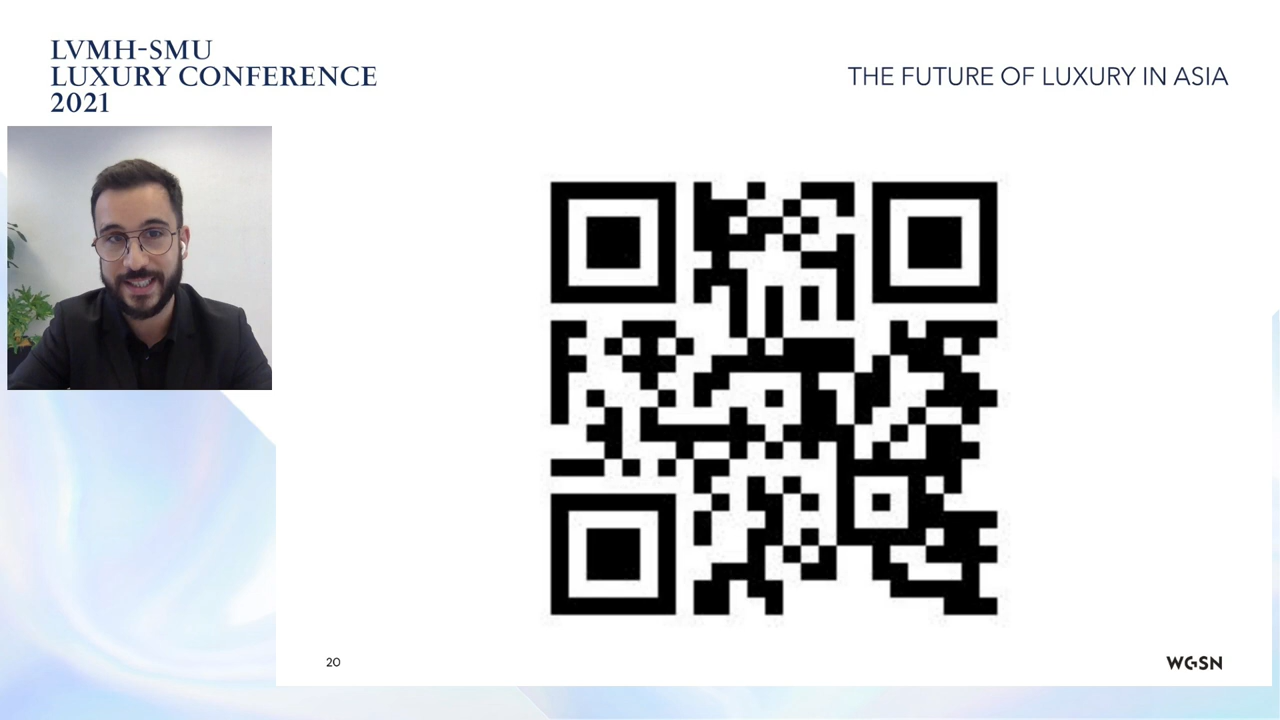 LVMH-SMU
LUXURY CONFERENCE
2021
THE FUTURE OF LUXURY IN ASIA
20
WGSN